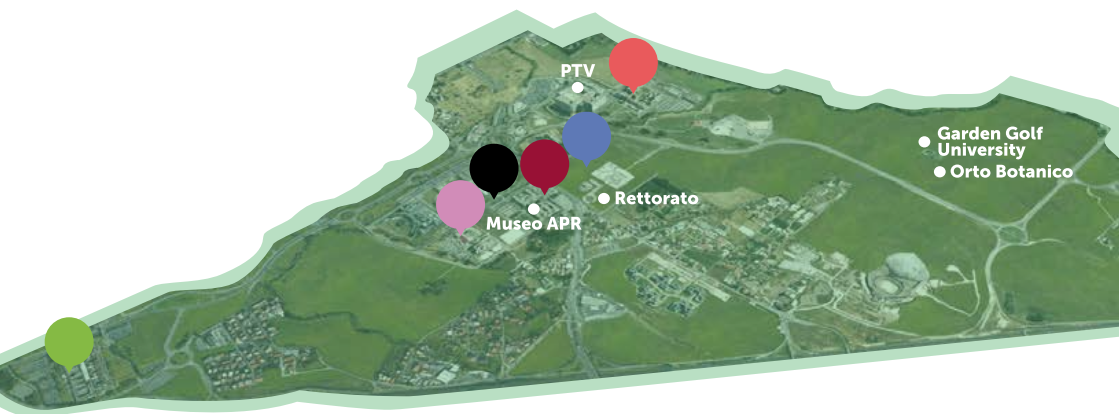 PTV
Garden Golf
University
Orto Botanico
Rettorato
Museo APR